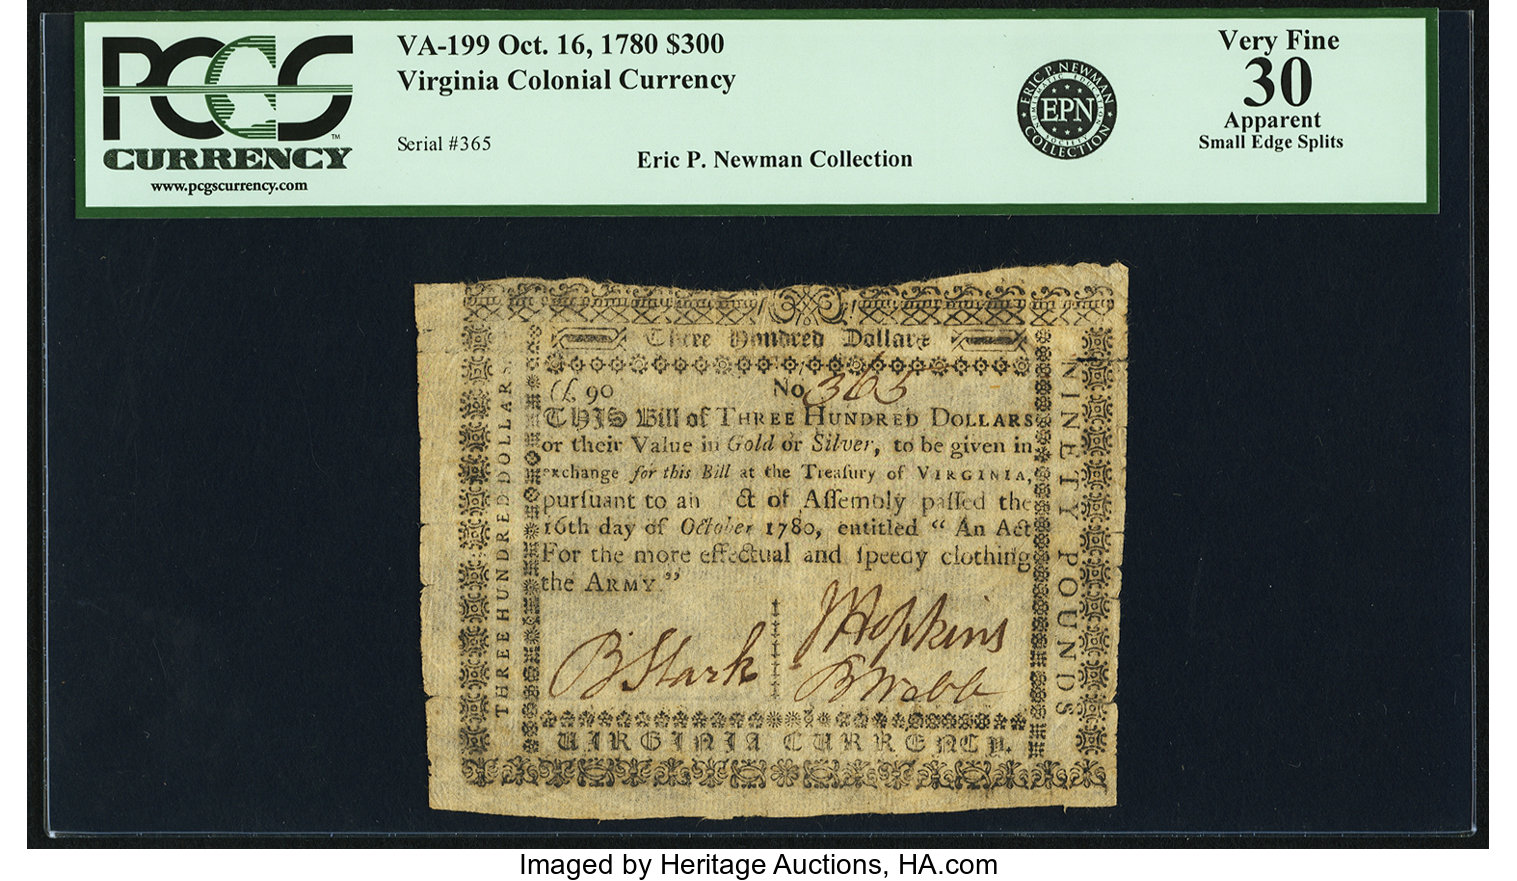 PCGS
CURRENCY
™
www.pcgscurrency.com
VA-199 Oct. 16, 1780 $300
Virginia Colonial Currency
Serial #365
Eric P. Newman Collection
ERIC P. NEWMAN
NUMISMATIC EDUCATION
EPN
SOCIETY
COLLECTION
Very Fine
30
Apparent
Small Edge Splits
Three Hundred Dollars
(£. 90 No 365
THIS Bill of THREE HUNDRED DOLLARS
or their Value in Gold or Silver, to be given in
exchange for this Bill at the Treaſury of VIRGINIA,
purſuant to an ct of Aſſembly paſſed the
16th day of October 1780, entitled “ An Act
For the more effectual and ſpeedy clothing
the ARMY.”
B Stark
J Hopkins
B Webb
THREE HUNDRED DOLLARS.
NINETY POUNDS
VIRGINIA CURRENCY.
Imaged by Heritage Auctions, HA.com